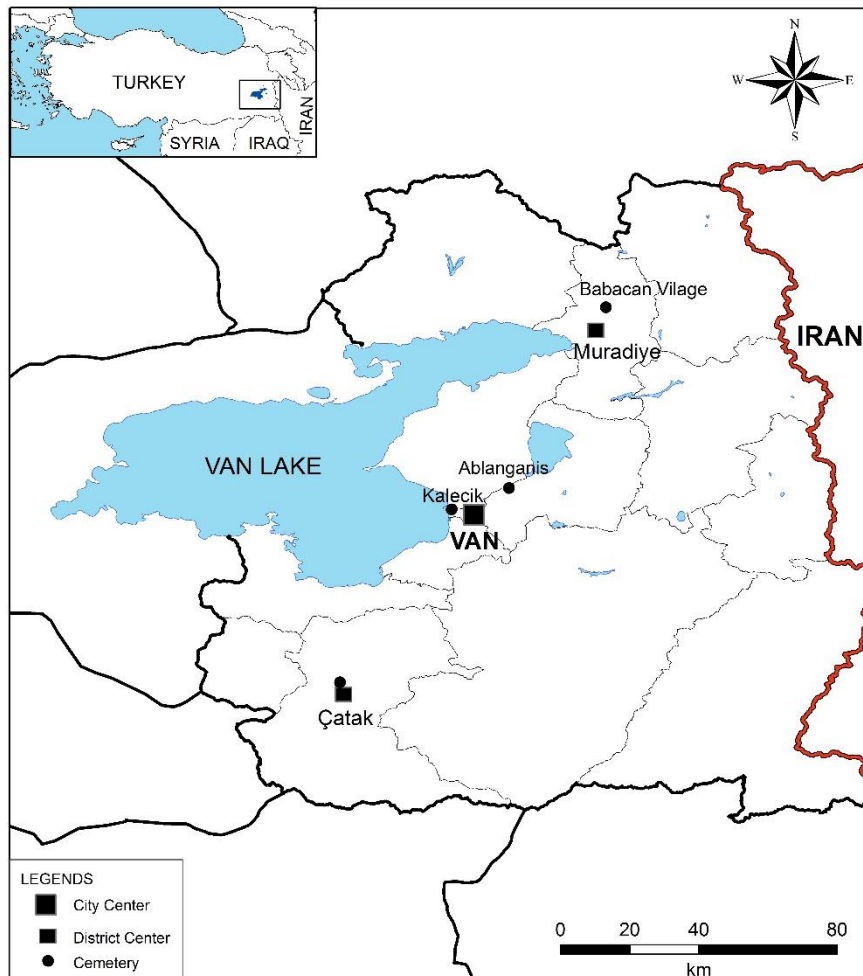 TURKEY
SYRIA
IRAQ
IRAN
N
W
E
S
Babacan Vilage
Muradiye
IRAN
VAN LAKE
Ablanganis
Kalecik
VAN
Çatak
LEGENDS
City Center
District Center
Cemetery
0 20 40 80
km